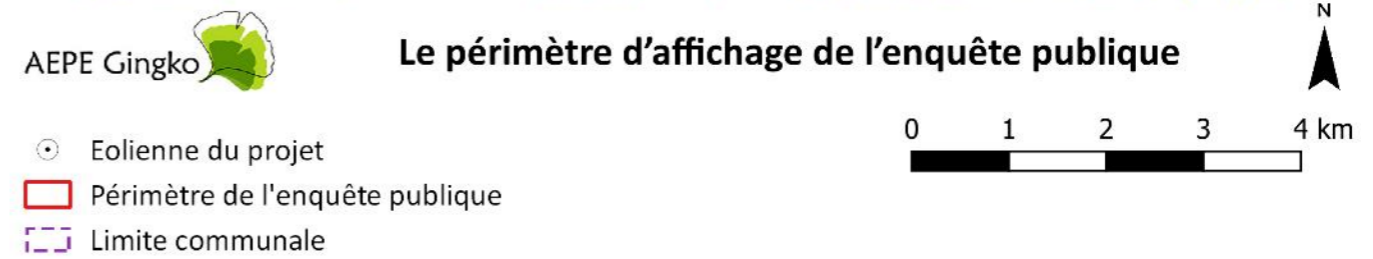 N
Le périmètre d’affichage de l’enquête publique
AEPE Gingko
0 1 2 3 4 km
Eolienne du projet
Périmètre de l'enquête publique
Limite communale